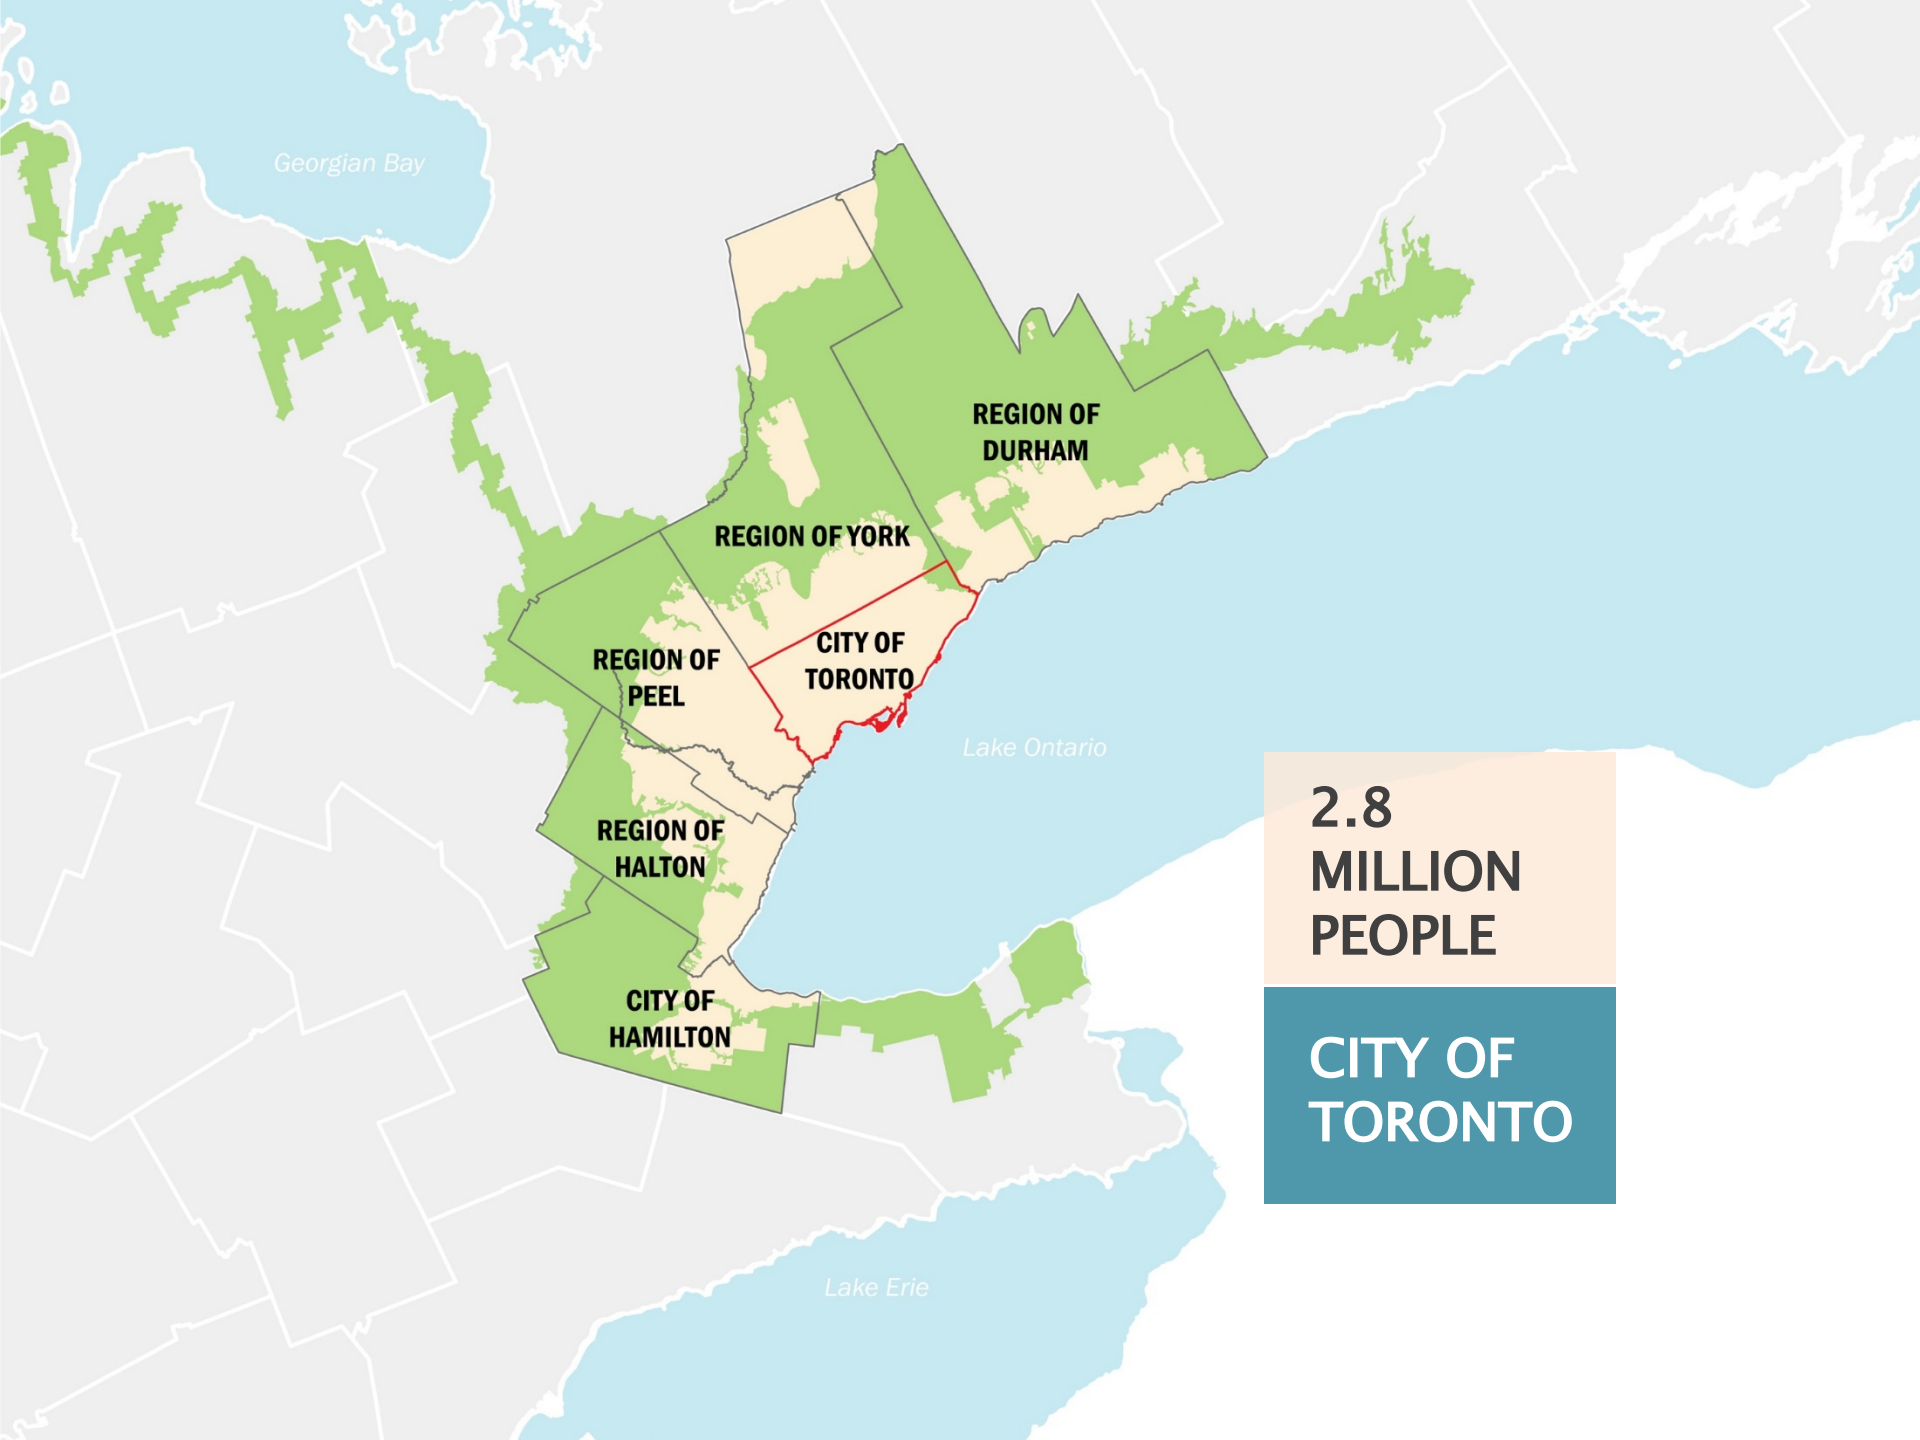 Georgian Bay
REGION OF
DURHAM
REGION OF YORK
CITY OF
TORONTO
REGION OF
PEEL
Lake Ontario
REGION OF
HALTON
CITY OF
HAMILTON
Lake Erie
2.8
MILLION
PEOPLE
CITY OF
TORONTO